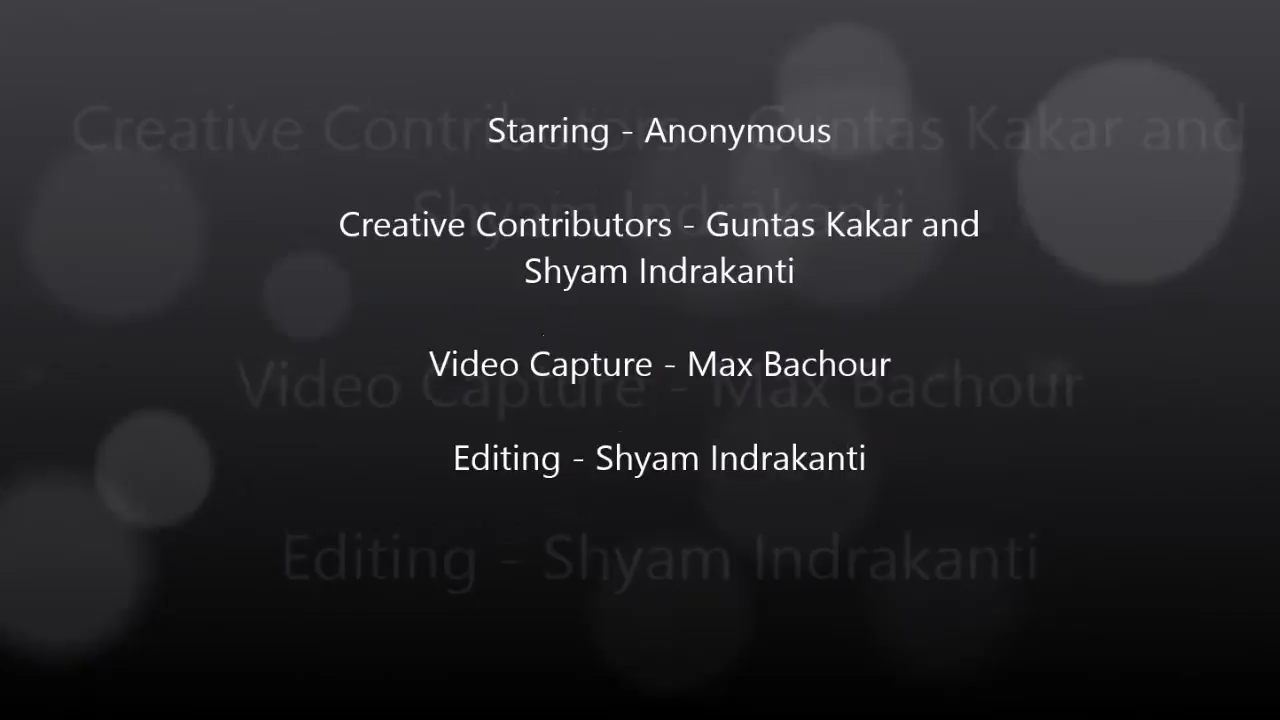 Starring - Anonymous
Creative Contributors - Guntas Kakar and
Shyam Indrakanti
Video Capture - Max Bachour
Editing - Shyam Indrakanti